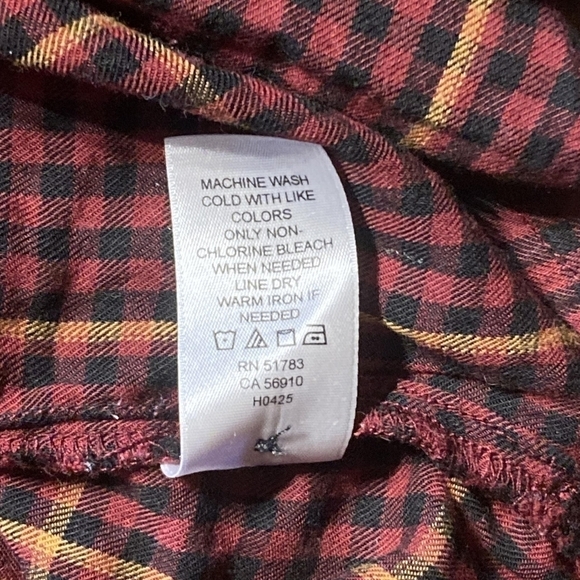 MACHINE WASH
COLD WITH LIKE
COLORS
ONLY NON-
CHLORINE BLEACH
WHEN NEEDED
LINE DRY
WARM IRON IF
NEEDED
RN 51783
CA 56910
H0425